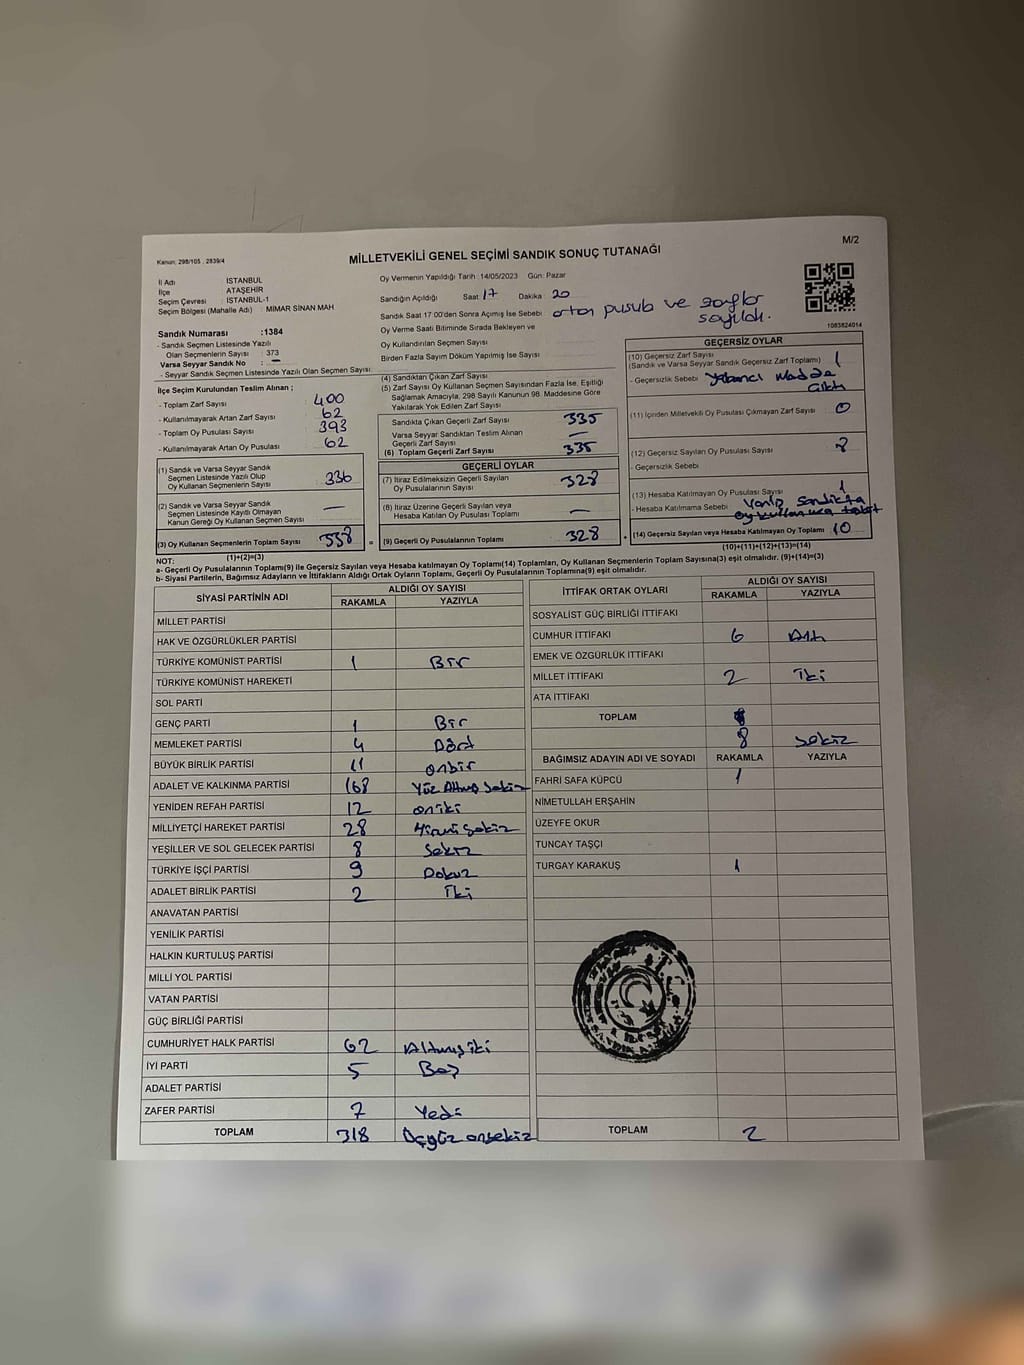 M/2
Kanun; 298/105 , 2839/4
MİLLETVEKİLİ GENEL SEÇİMİ SANDIK SONUÇ TUTANAĞI
İl Adı : İSTANBUL
İlçe : ATAŞEHİR
Seçim Çevresi : İSTANBUL-1
Seçim Bölgesi (Mahalle Adı) : MİMAR SİNAN MAH
Sandık Numarası :1384
- Sandık Seçmen Listesinde Yazılı
Olan Seçmenlerin Sayısı : 373
Varsa Seyyar Sandık No : —
- Seyyar Sandık Seçmen Listesinde Yazılı Olan Seçmen Sayısı:
Oy Vermenin Yapıldığı Tarih :14/05/2023 Gün: Pazar
Sandığın Açıldığı Saat 17 Dakika 20
Sandık Saat 17.00'den Sonra Açılmış İse Sebebi artan pusula ve zarflar
sayıldı.
Oy Verme Saati Bitiminde Sırada Bekleyen ve
Oy Kullandırılan Seçmen Sayısı
Birden Fazla Sayım Döküm Yapılmış İse Sayısı
1083824014
İlçe Seçim Kurulundan Teslim Alınan ;
- Toplam Zarf Sayısı 400
- Kullanılmayarak Artan Zarf Sayısı 62
- Toplam Oy Pusulası Sayısı 393
- Kullanılmayarak Artan Oy Pusulası 62
(1) Sandık ve Varsa Seyyar Sandık
Seçmen Listesinde Yazılı Olup
Oy Kullanan Seçmenlerin Sayısı 336
(2) Sandık ve Varsa Seyyar Sandık
Seçmen Listesinde Kayıtlı Olmayan
Kanun Gereği Oy Kullanan Seçmen Sayısı —
(3) Oy Kullanan Seçmenlerin Toplam Sayısı 338 =
(1)+(2)=(3)
(4) Sandıktan Çıkan Zarf Sayısı
(5) Zarf Sayısı Oy Kullanan Seçmen Sayısından Fazla İse, Eşitliği
Sağlamak Amacıyla, 298 Sayılı Kanunun 98. Maddesine Göre
Yakılarak Yok Edilen Zarf Sayısı
Sandıkta Çıkan Geçerli Zarf Sayısı 335
Varsa Seyyar Sandıktan Teslim Alınan
Geçerli Zarf Sayısı —
(6) Toplam Geçerli Zarf Sayısı 335
GEÇERLİ OYLAR
(7) İtiraz Edilmeksizin Geçerli Sayılan
Oy Pusulalarının Sayısı 328
(8) İtiraz Üzerine Geçerli Sayılan veya
Hesaba Katılan Oy Pusulası Toplamı —
(9) Geçerli Oy Pusulalarının Toplamı 328 +
GEÇERSİZ OYLAR
(10) Geçersiz Zarf Sayısı
(Sandık ve Varsa Seyyar Sandık Geçersiz Zarf Toplamı) 1
- Geçersizlik Sebebi Yabancı Madde
Çıktı
(11) İçinden Milletvekili Oy Pusulası Çıkmayan Zarf Sayısı 0
(12) Geçersiz Sayılan Oy Pusulası Sayısı 8
- Geçersizlik Sebebi
(13) Hesaba Katılmayan Oy Pusulası Sayısı 1
- Hesaba Katılmama Sebebi Yanlış Sandıkta
oy kullanınca
(14) Geçersiz Sayılan veya Hesaba Katılmayan Oy Toplamı 10
(10)+(11)+(12)+(13)=(14)
NOT:
a- Geçerli Oy Pusulalarının Toplamı(9) ile Geçersiz Sayılan veya Hesaba katılmayan Oy Toplamı(14) Toplamları, Oy Kullanan Seçmenlerin Toplam Sayısına(3) eşit olmalıdır. (9)+(14)=(3)
b- Siyasi Partilerin, Bağımsız Adayların ve İttifakların Aldığı Ortak Oyların Toplamı, Geçerli Oy Pusulalarının Toplamına(9) eşit olmalıdır.
SİYASİ PARTİNİN ADI ALDIĞI OY SAYISI
RAKAMLA YAZIYLA
MİLLET PARTİSİ
HAK VE ÖZGÜRLÜKLER PARTİSİ
TÜRKİYE KOMÜNİST PARTİSİ 1 Bir
TÜRKİYE KOMÜNİST HAREKETİ
SOL PARTİ
GENÇ PARTİ 1 Bir
MEMLEKET PARTİSİ 4 Dört
BÜYÜK BİRLİK PARTİSİ 11 onbir
ADALET VE KALKINMA PARTİSİ 168 Yüz Altmış Sekiz
YENİDEN REFAH PARTİSİ 12 oniki
MİLLİYETÇİ HAREKET PARTİSİ 28 Yirmi Sekiz
YEŞİLLER VE SOL GELECEK PARTİSİ 8 Sekiz
TÜRKİYE İŞÇİ PARTİSİ 9 Dokuz
ADALET BİRLİK PARTİSİ 2 İki
ANAVATAN PARTİSİ
YENİLİK PARTİSİ
HALKIN KURTULUŞ PARTİSİ
MİLLİ YOL PARTİSİ
VATAN PARTİSİ
GÜÇ BİRLİĞİ PARTİSİ
CUMHURİYET HALK PARTİSİ 62 Altmışiki
İYİ PARTİ 5 Beş
ADALET PARTİSİ
ZAFER PARTİSİ 7 Yedi
TOPLAM 318 Üçyüz onsekiz
İTTİFAK ORTAK OYLARI ALDIĞI OY SAYISI
RAKAMLA YAZIYLA
SOSYALİST GÜÇ BİRLİĞİ İTTİFAKI
CUMHUR İTTİFAKI 6 Altı
EMEK VE ÖZGÜRLÜK İTTİFAKI
MİLLET İTTİFAKI 2 İki
ATA İTTİFAKI
TOPLAM 8 sekiz
BAĞIMSIZ ADAYIN ADI VE SOYADI RAKAMLA YAZIYLA
FAHRİ SAFA KÜPCÜ 1
NİMETULLAH ERŞAHİN
ÜZEYFE OKUR
TUNCAY TAŞÇI
TURGAY KARAKUŞ 1
TOPLAM 2